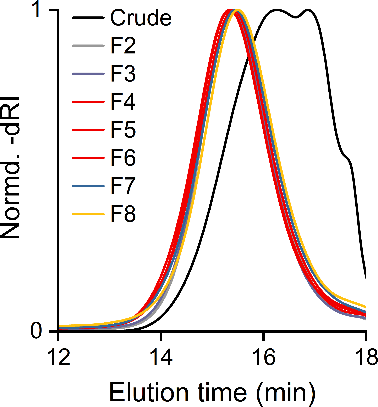 Normd. -dRI
1
0
Crude
F2
F3
F4
F5
F6
F7
F8
12
14
16
18
Elution time (min)